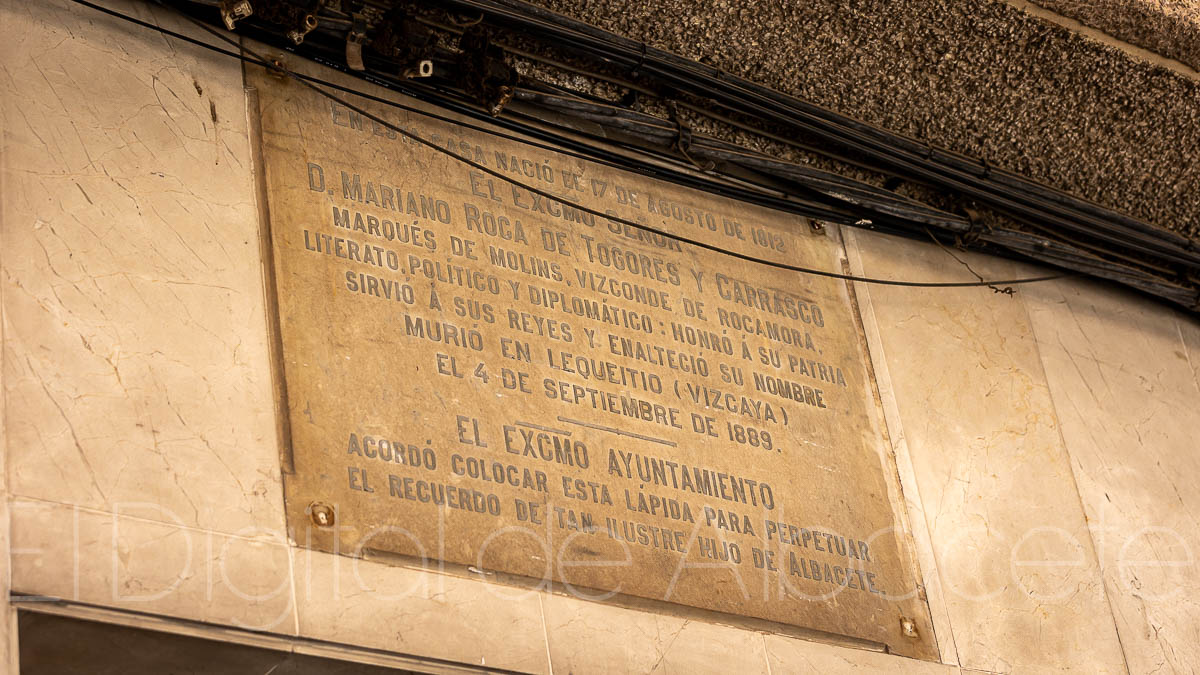 EN ESTA CASA NACIÓ EL 17 DE AGOSTO DE 1812
EL EXCMO SEÑOR
D. MARIANO ROCA DE TOGORES Y CARRASCO
MARQUÉS DE MOLINS, VIZCONDE DE ROCAMORA,
LITERATO, POLÍTICO Y DIPLOMÁTICO: HONRÓ Á SU PATRIA
SIRVIÓ Á SUS REYES Y ENALTECIÓ SU NOMBRE
MURIÓ EN LEQUEITIO (VIZCAYA)
EL 4 DE SEPTIEMBRE DE 1889.
EL EXCMO AYUNTAMIENTO
ACORDÓ COLOCAR ESTA LÁPIDA PARA PERPETUAR
EL RECUERDO DE TAN ILUSTRE HIJO DE ALBACETE.
El Digital de Albacete